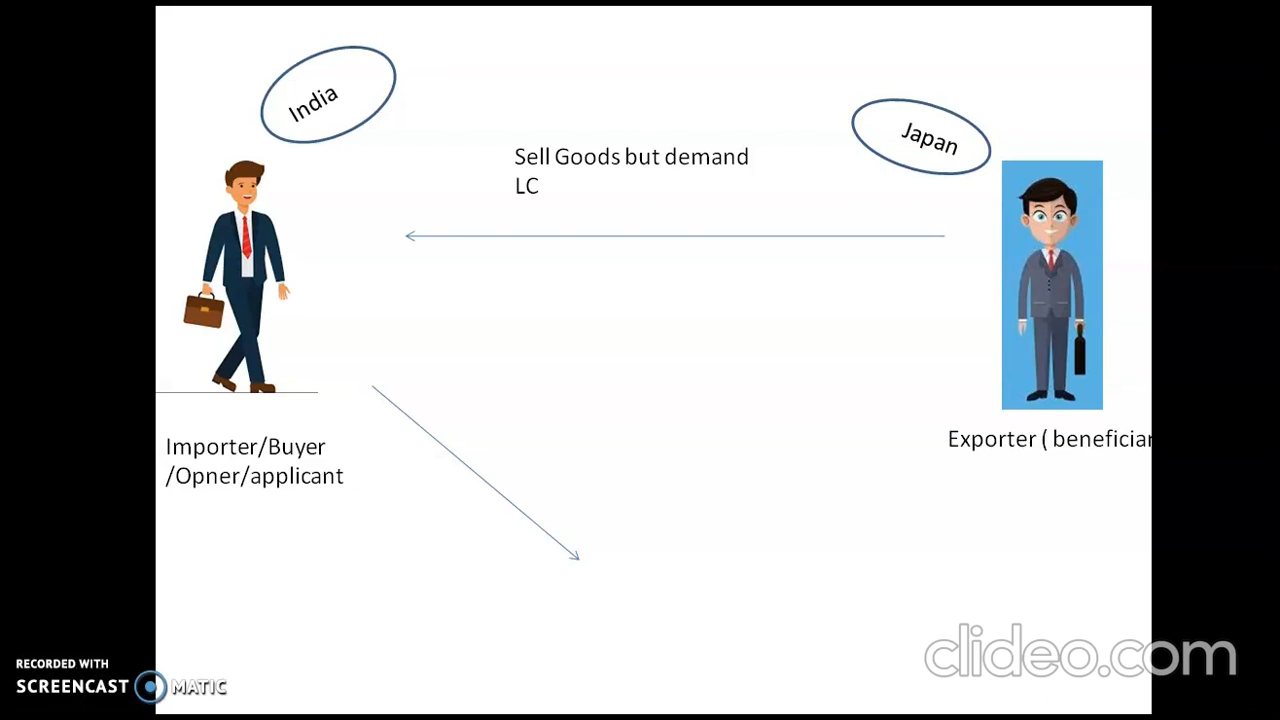 India
Japan
Sell Goods but demand
LC
Importer/Buyer
/Opner/applicant
Exporter ( beneficiar
RECORDED WITH
SCREENCAST MATIC
clideo.com